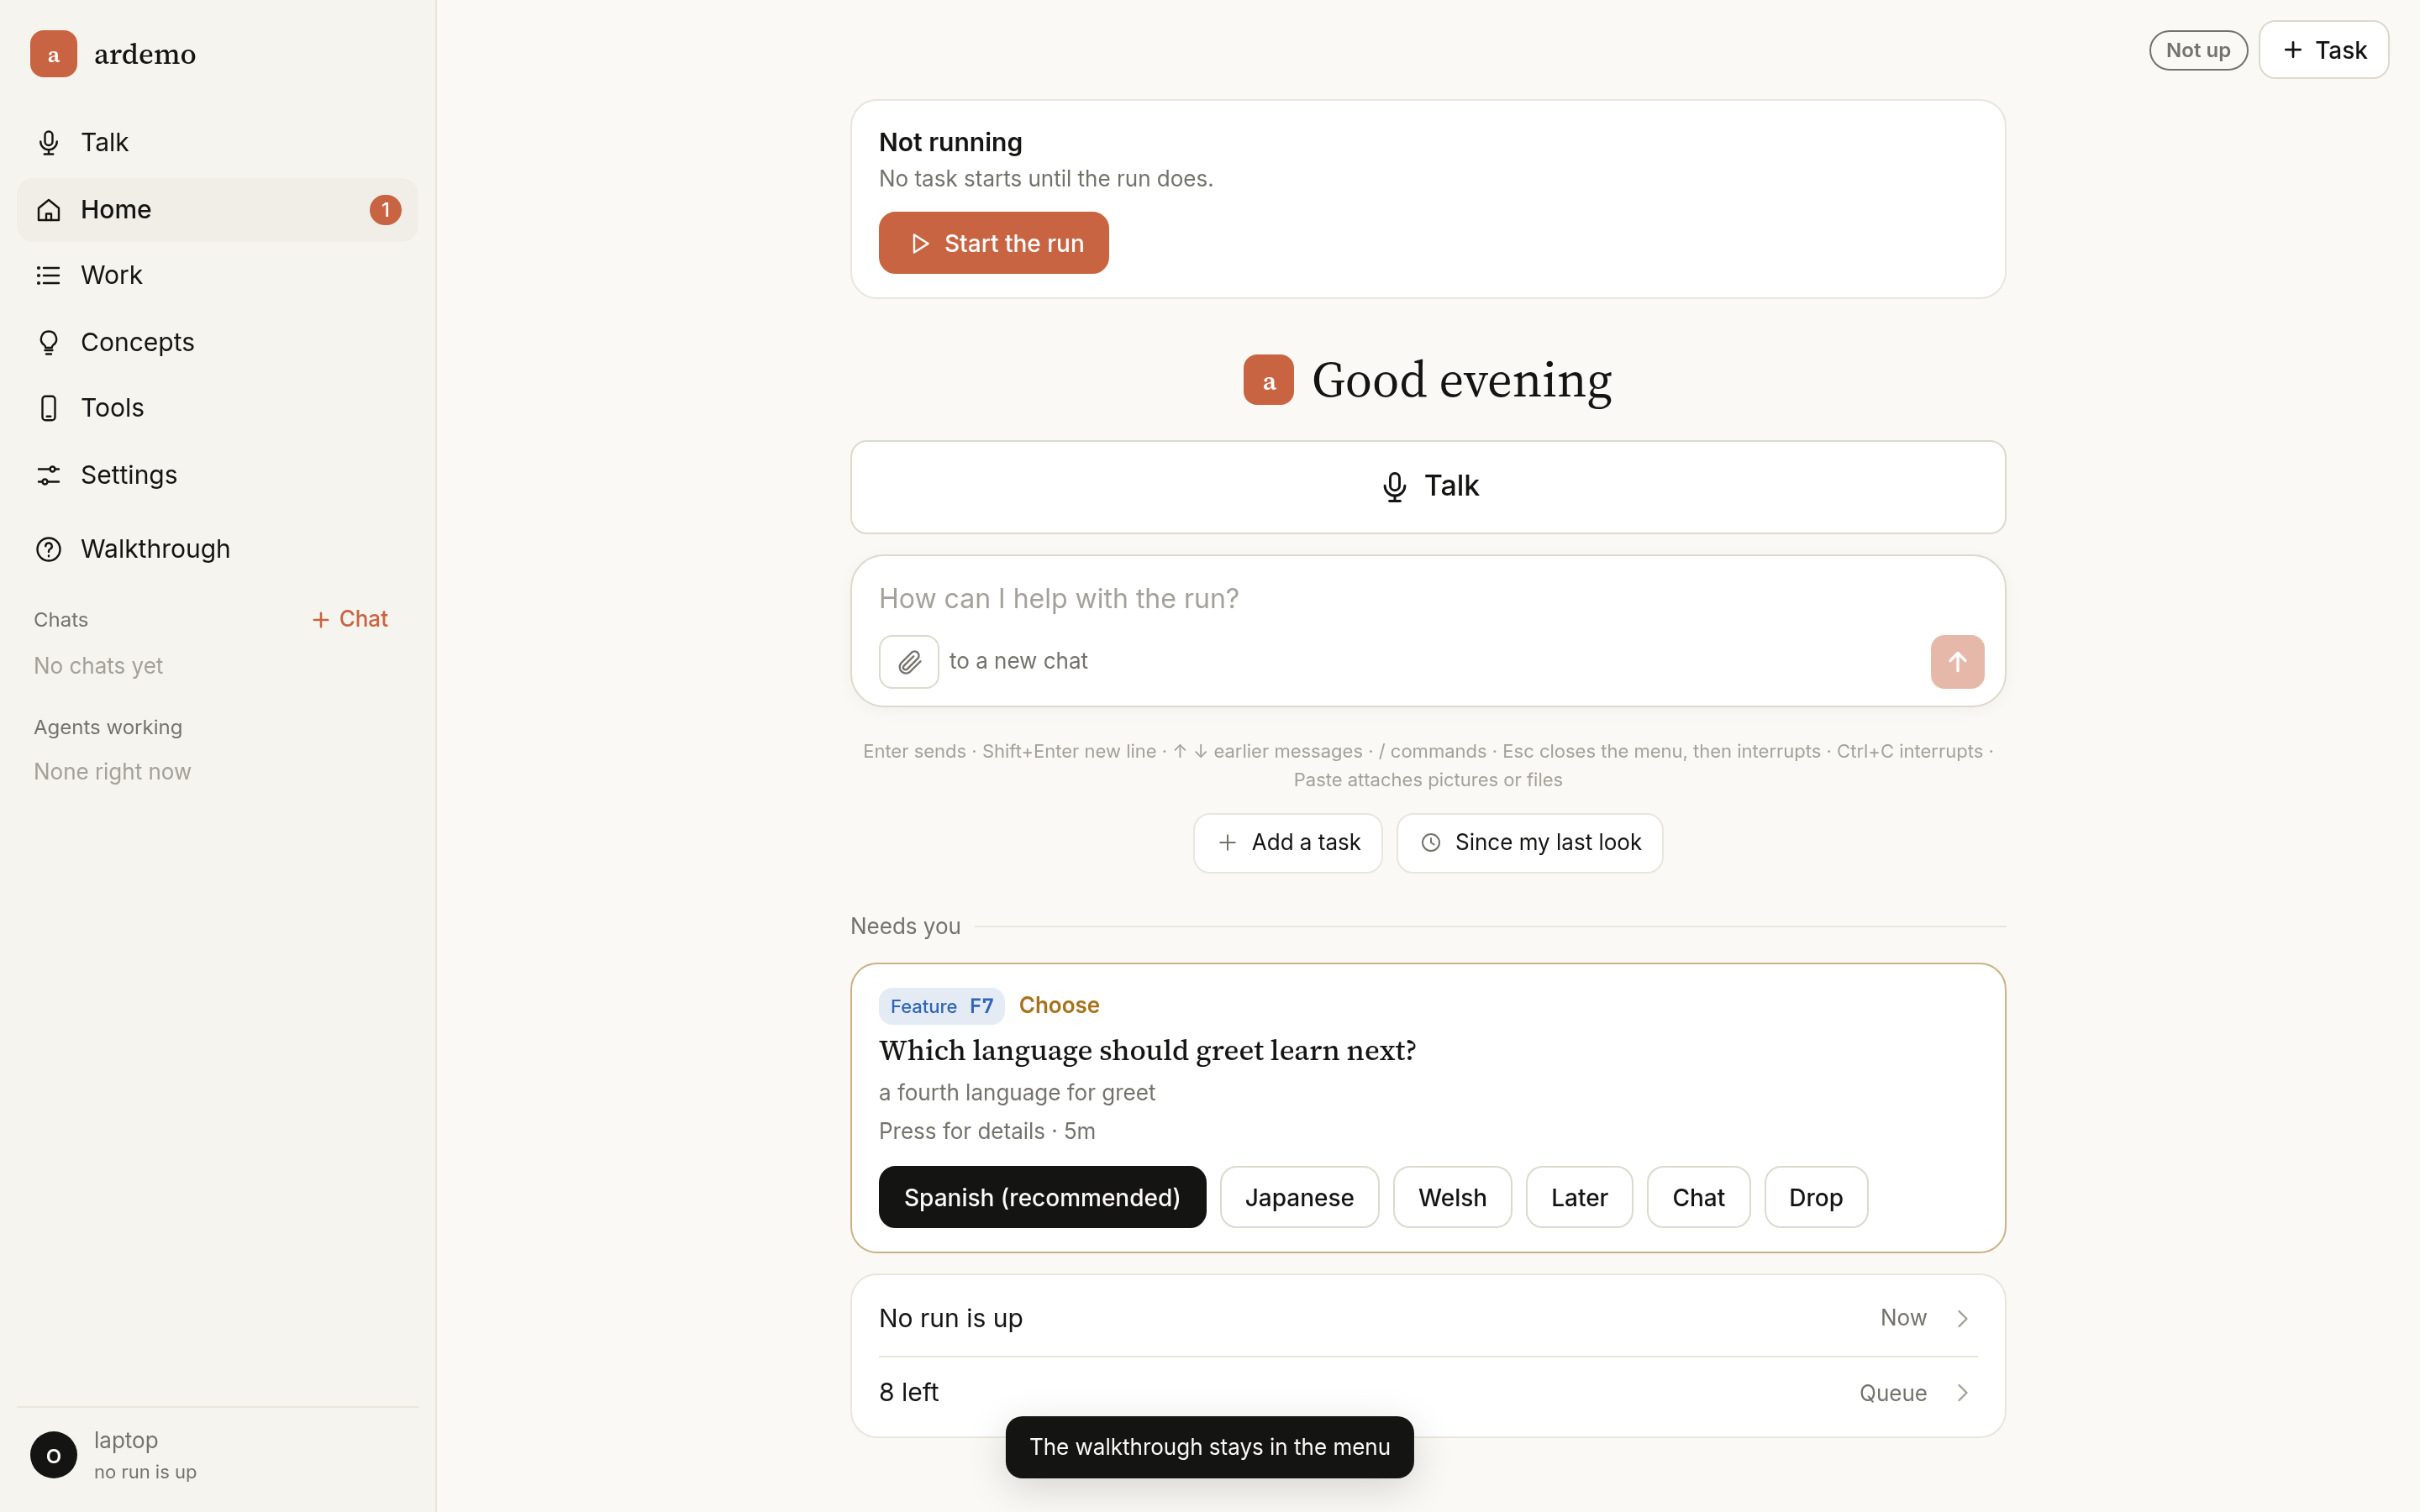 a ardemo
Talk
Home 1
Work
Concepts
Tools
Settings
Walkthrough
Chats + Chat
No chats yet
Agents working
None right now
O laptop
no run is up
Not up + Task
Not running
No task starts until the run does.
Start the run
a Good evening
Talk
How can I help with the run?
to a new chat
Enter sends · Shift+Enter new line · ↑ ↓ earlier messages · / commands · Esc closes the menu, then interrupts · Ctrl+C interrupts ·
Paste attaches pictures or files
+ Add a task Since my last look
Needs you
Feature F7 Choose
Which language should greet learn next?
a fourth language for greet
Press for details · 5m
Spanish (recommended) Japanese Welsh Later Chat Drop
No run is up Now
8 left Queue
The walkthrough stays in the menu